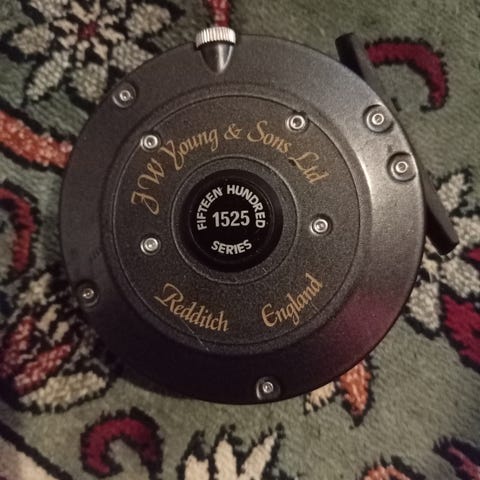 J W Young & Sons Ltd
FIFTEEN HUNDRED
1525
SERIES
Redditch England